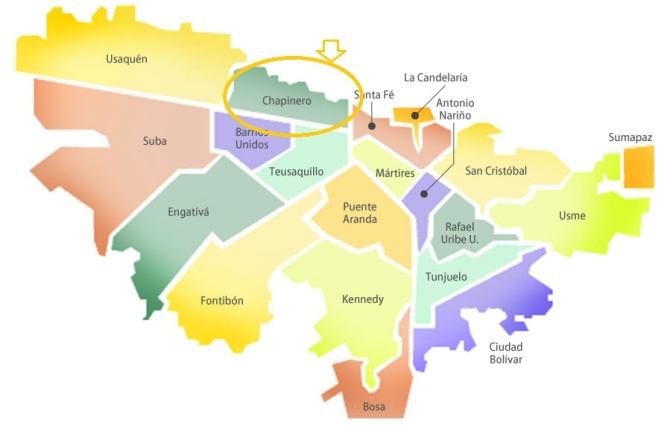 Usaquén
Chapinero
Santa Fé
La Candelaría
Antonio
Nariño
Sumapaz
Suba
Barrios
Unidos
Teusaquillo
Mártires
San Cristóbal
Engativá
Puente
Aranda
Rafael
Uribe U.
Usme
Fontibón
Kennedy
Tunjuelo
Ciudad
Bolívar
Bosa